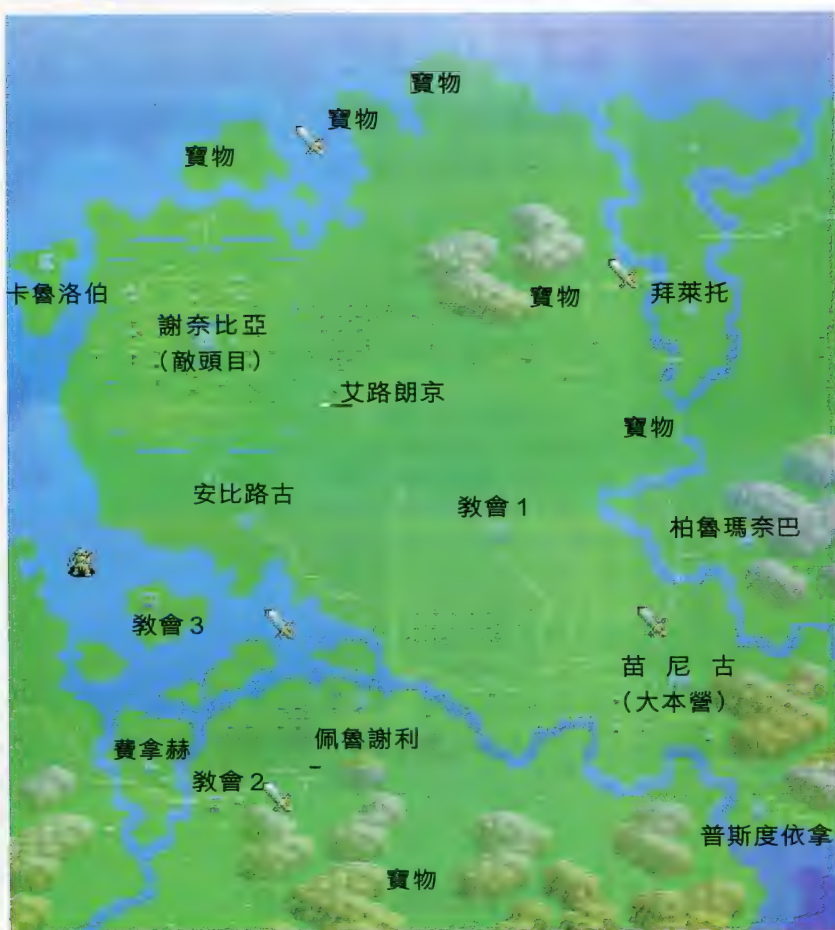 寶物
寶物
寶物
卡魯洛伯
寶物
拜萊托
謝奈比亞
（敵頭目）
艾路朗京
寶物
安比路古
教會1
柏魯瑪奈巴
教會3
苗尼古
（大本營）
佩魯謝利
費拿赫
教會2
普斯度依拿
寶物